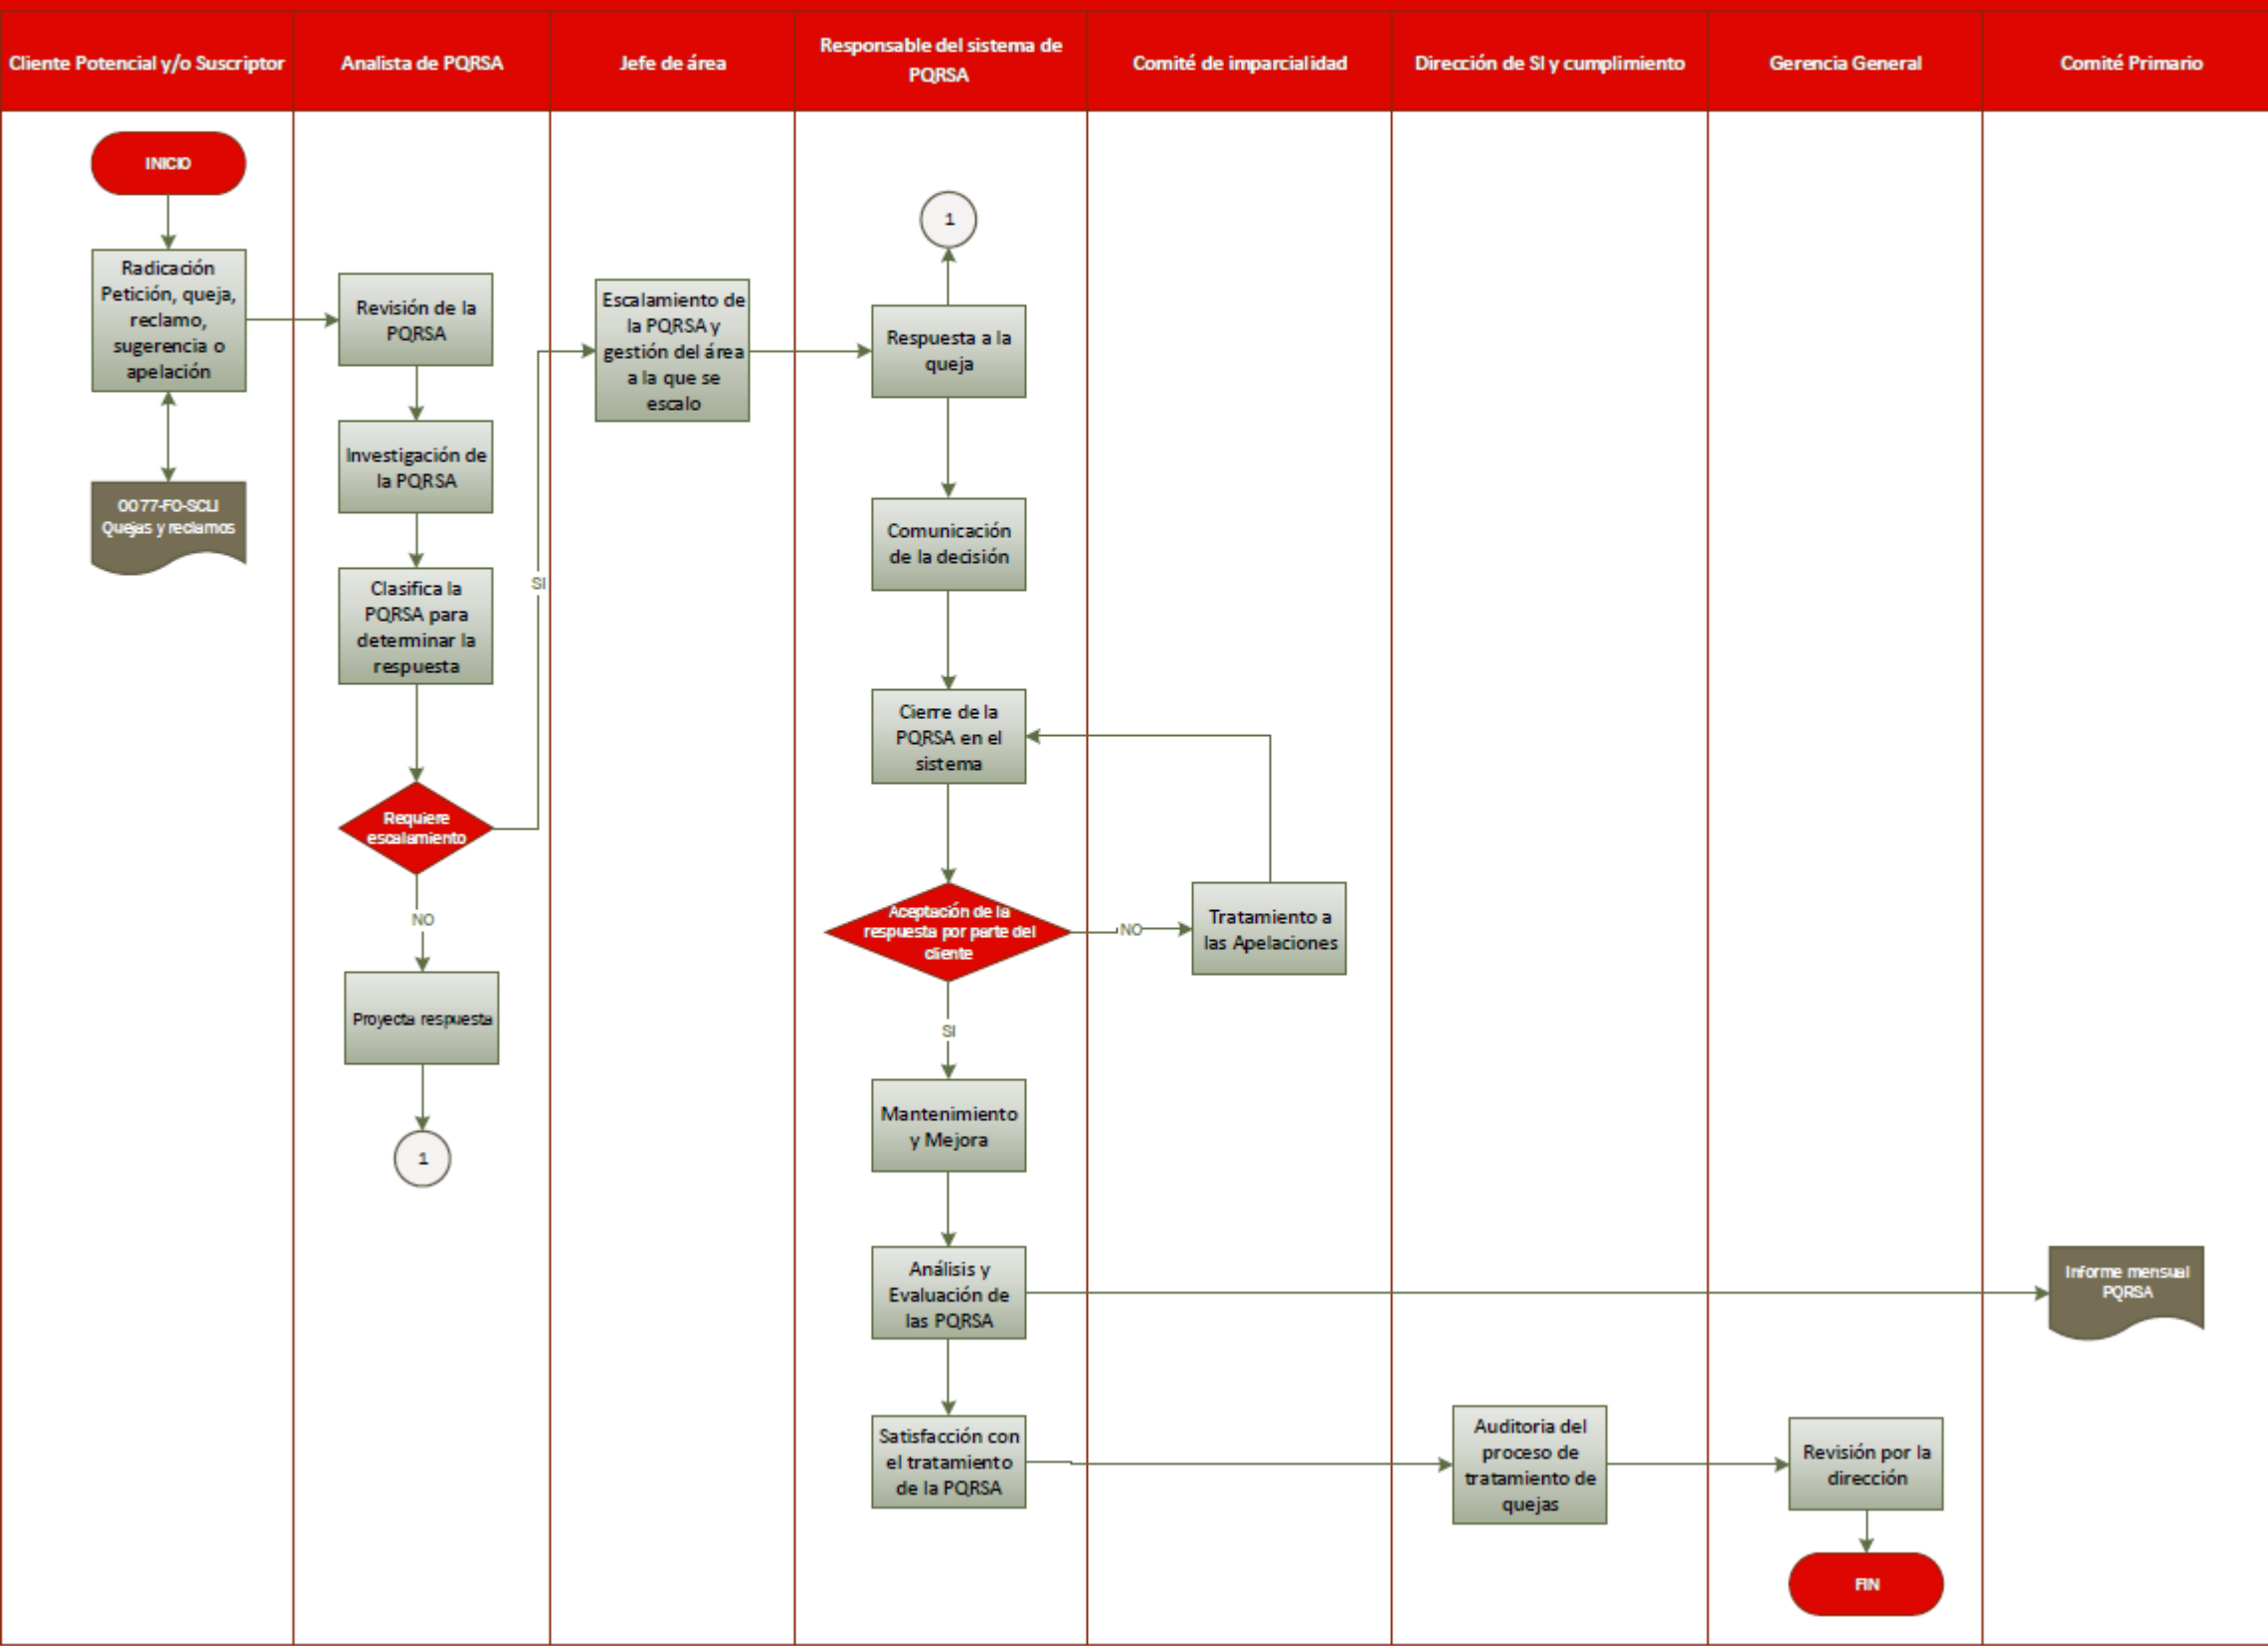 Cliente Potencial y/o Suscriptor
Analista de PQRSA
Jefe de área
Responsable del sistema de
PQRSA
Comité de imparcialidad
Dirección de SI y cumplimiento
Gerencia General
Comité Primario
INICIO
Radicación
Petición, queja,
reclamo,
sugerencia o
apelación
0077-FO-SCLI
Quejas y reclamos
Revisión de la
PQRSA
Investigación de
la PQRSA
Clasifica la
PQRSA para
determinar la
respuesta
Requiere
escalamiento
SI
NO
Proyecta respuesta
1
Escalamiento de
la PQRSA y
gestión del área
a la que se
escalo
1
Respuesta a la
queja
Comunicación
de la decisión
Cierre de la
PQRSA en el
sistema
Aceptación de la
respuesta por parte del
cliente
NO
Tratamiento a
las Apelaciones
SI
Mantenimiento
y Mejora
Análisis y
Evaluación de
las PQRSA
Informe mensual
PQRSA
Satisfacción con
el tratamiento
de la PQRSA
Auditoria del
proceso de
tratamiento de
quejas
Revisión por la
dirección
FIN